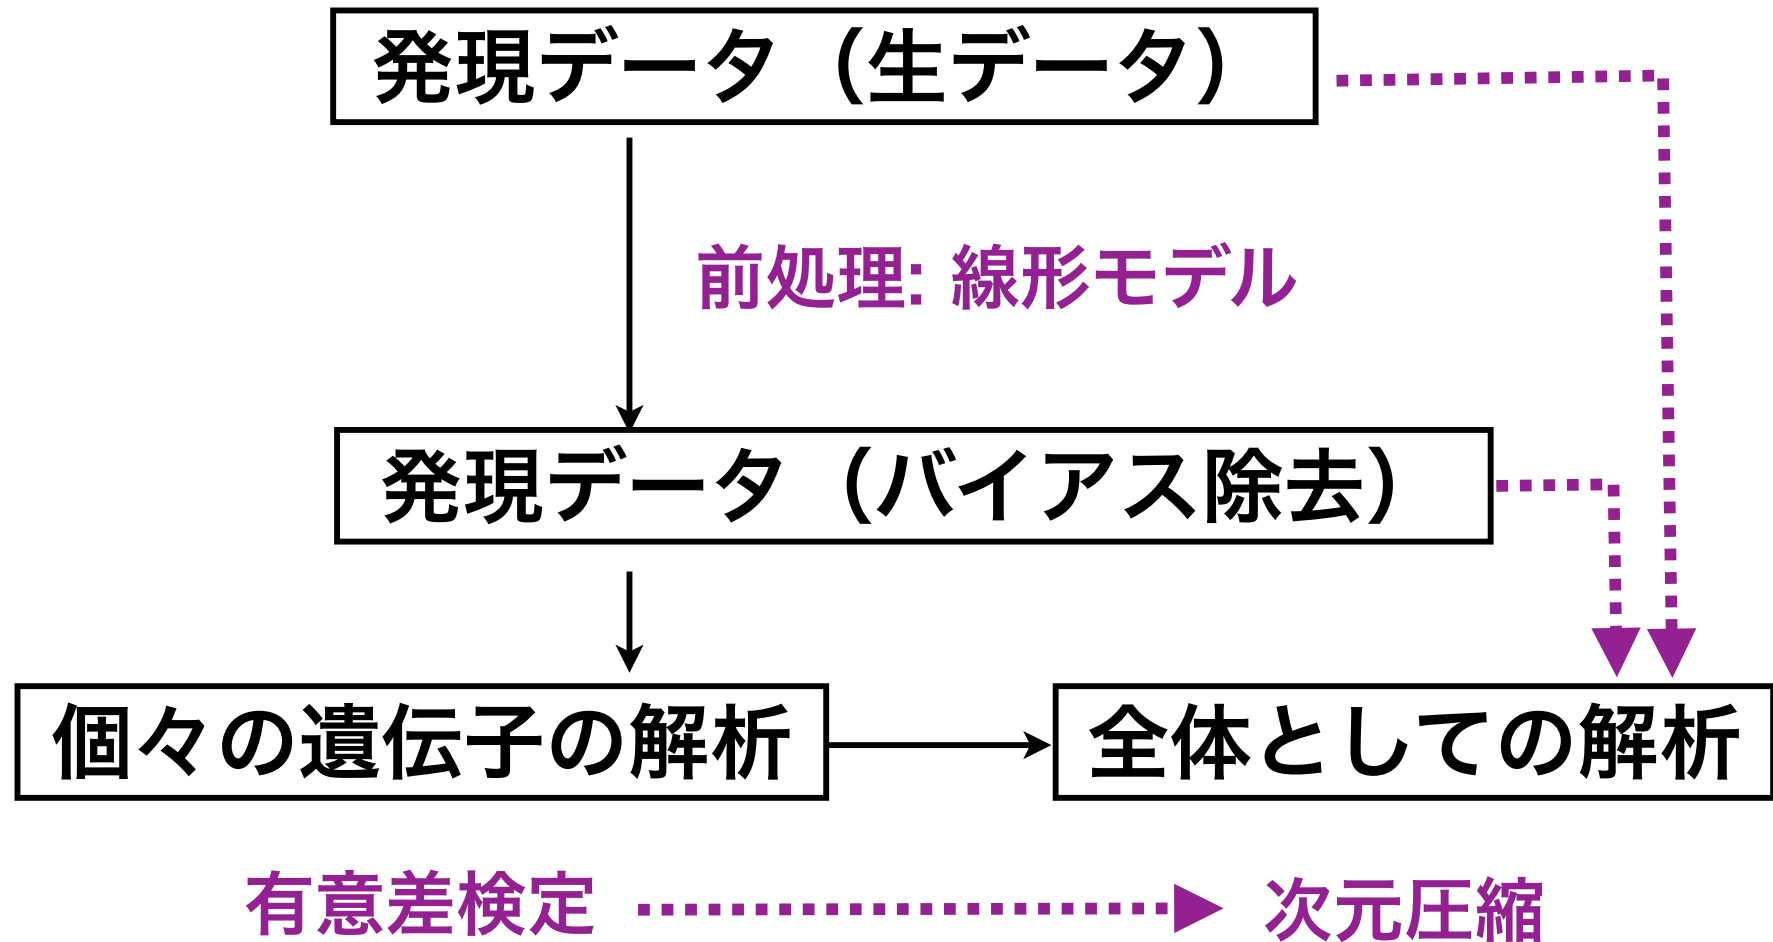 発現データ（生データ）
前処理: 線形モデル
発現データ（バイアス除去）
個々の遺伝子の解析
全体としての解析
有意差検定
次元圧縮